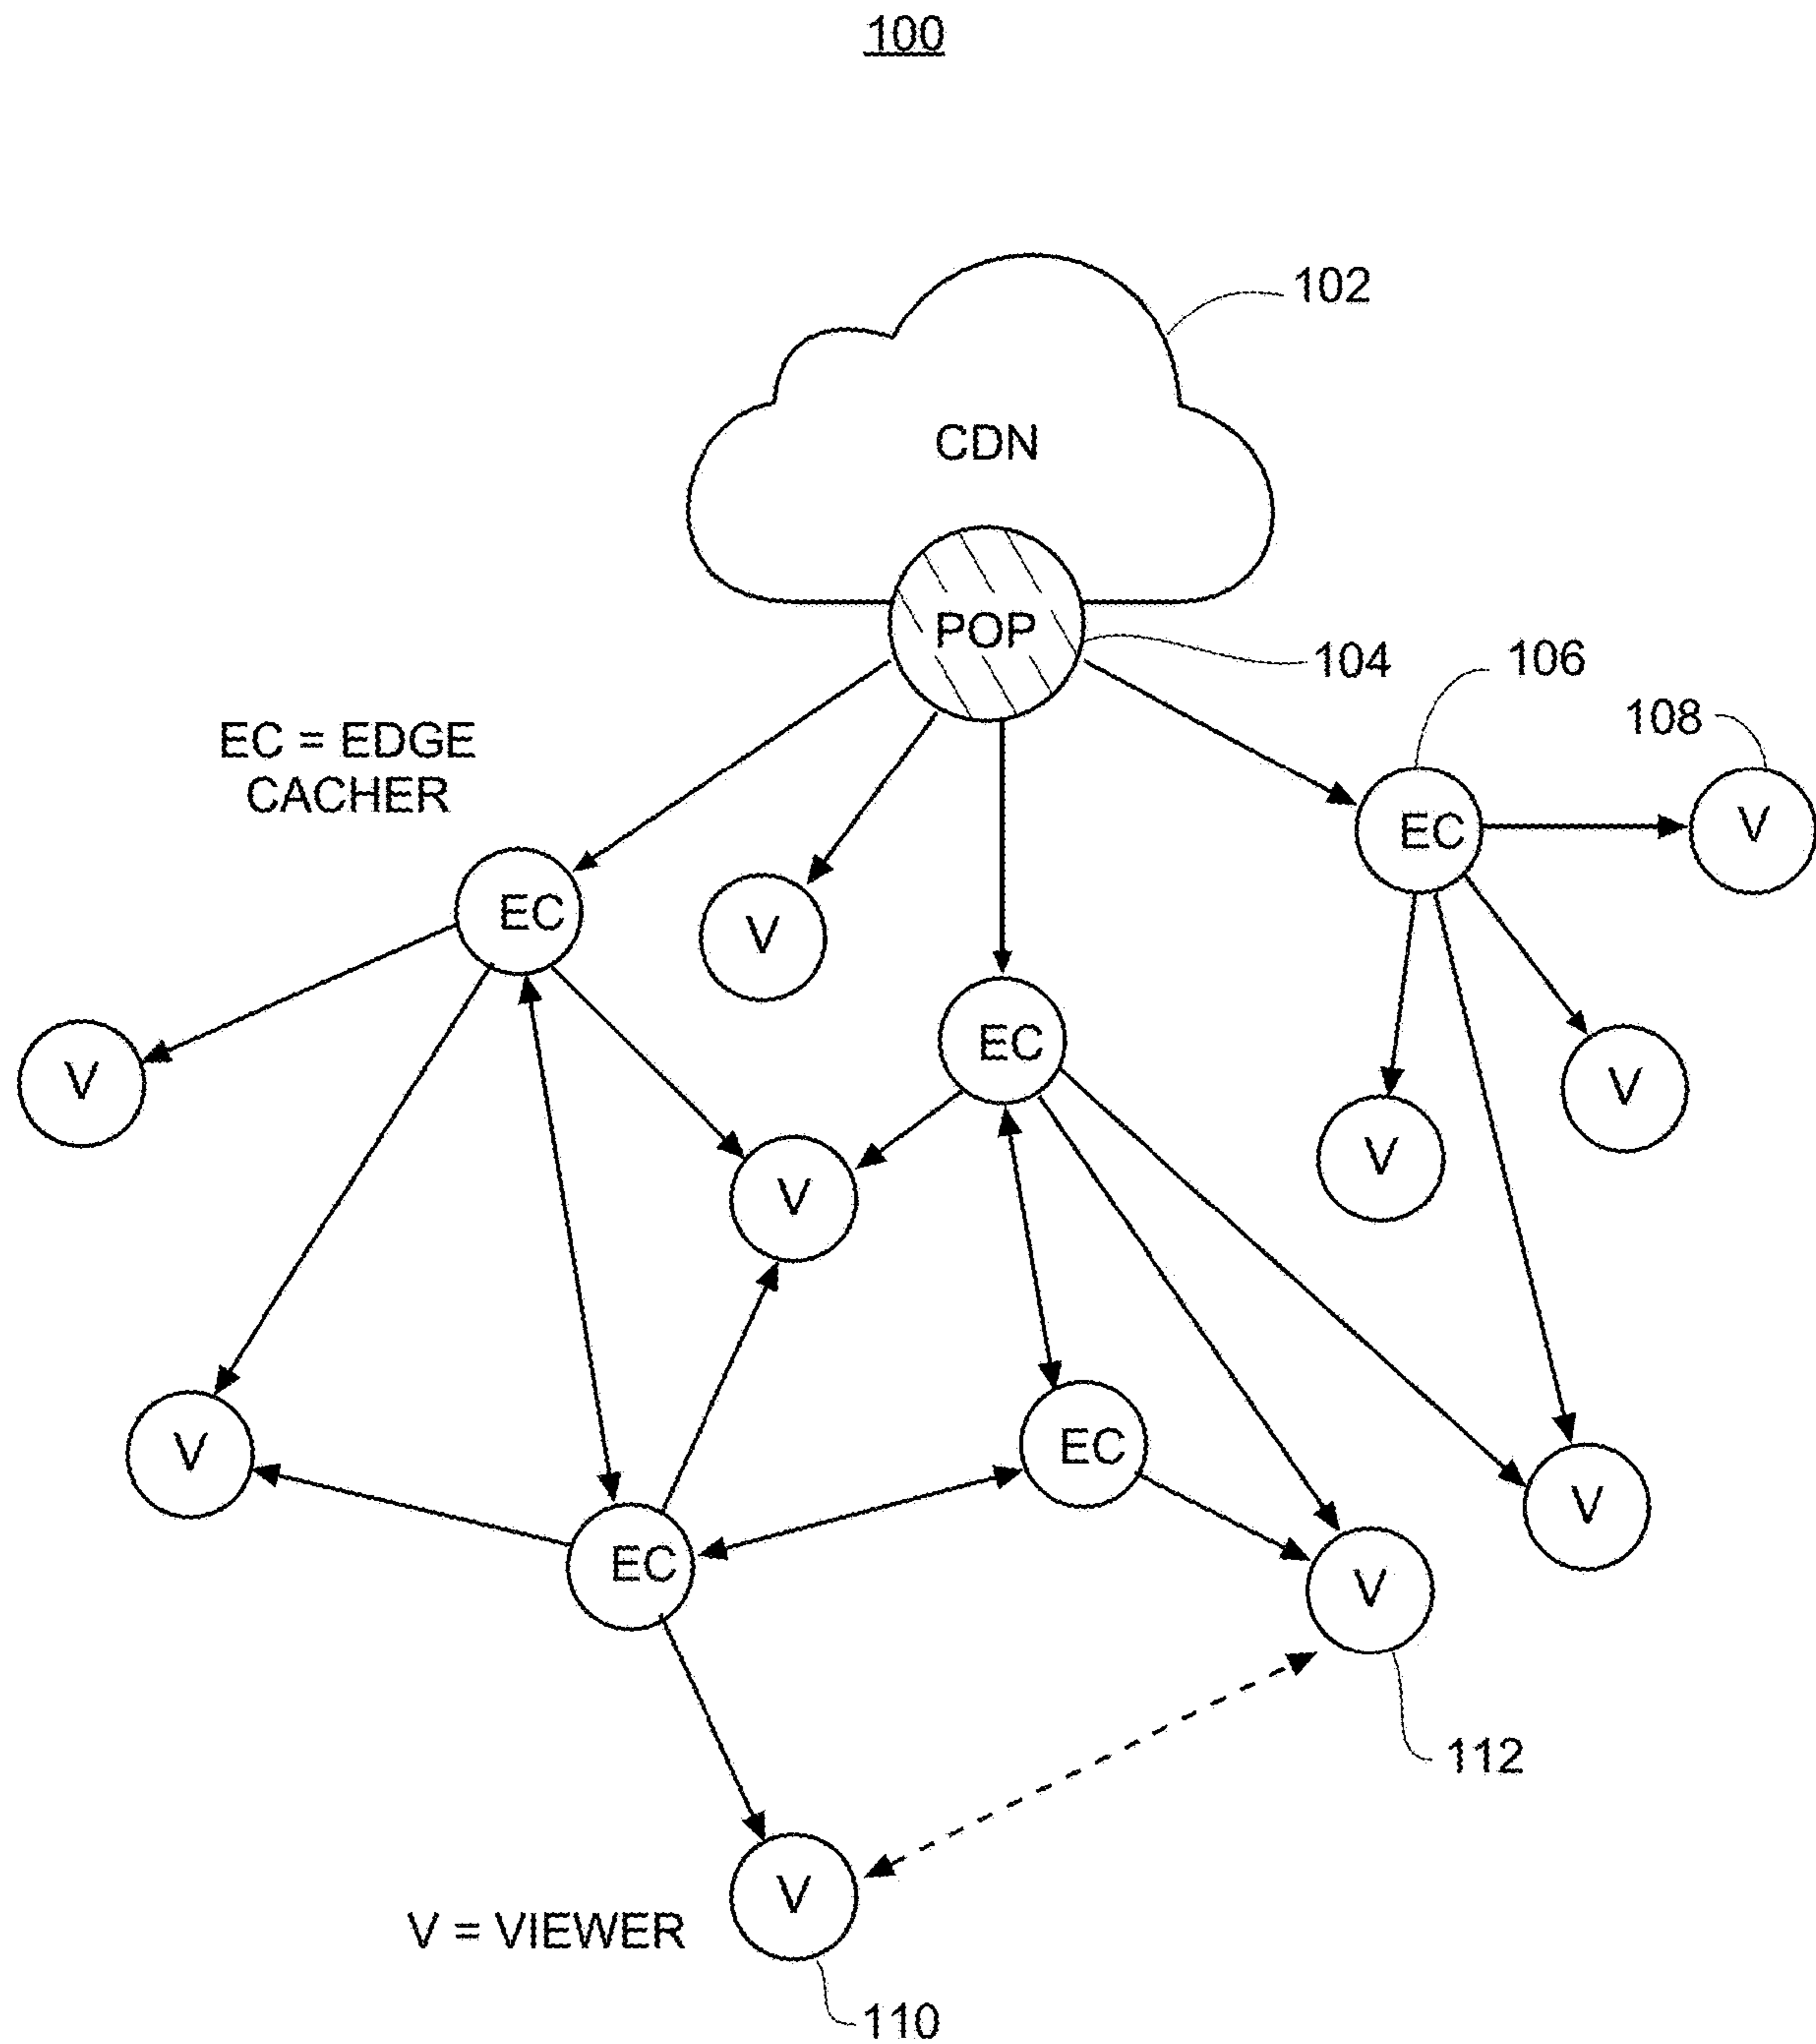 100
102
CDN
POP
104
106
108
EC = EDGE
CACHER
EC
V
EC
V
EC
V
V
V
V
EC
V
EC
V
V
112
V
V = VIEWER
110